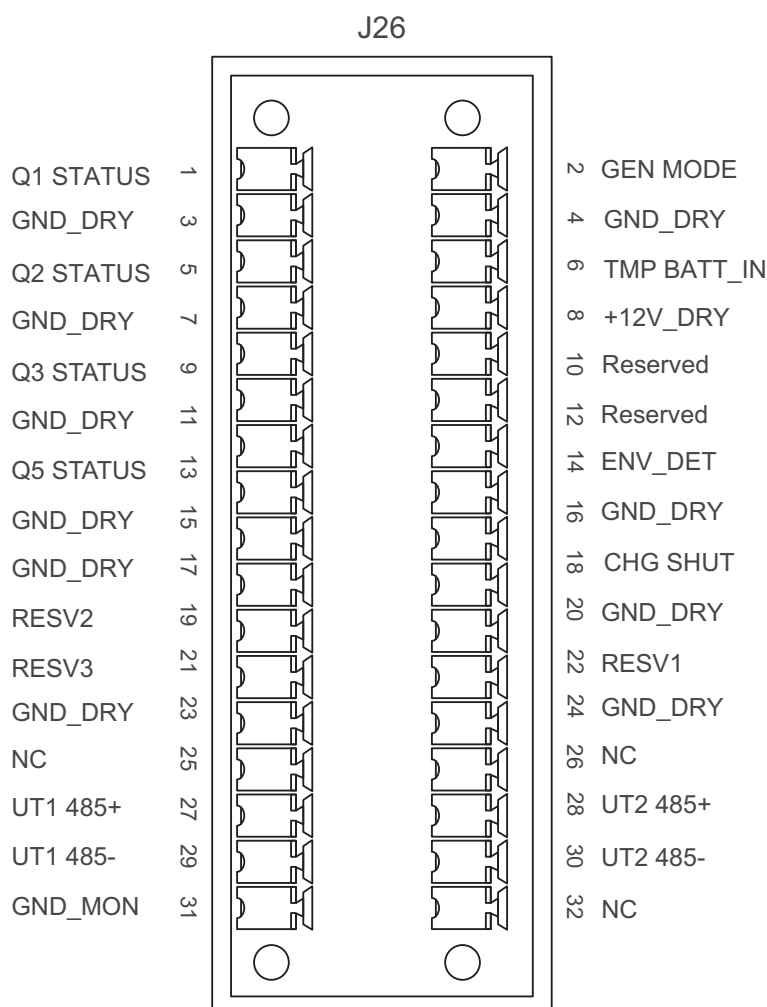 J26
Q1 STATUS 1 2 GEN MODE
GND_DRY 3 4 GND_DRY
Q2 STATUS 5 6 TMP BATT_IN
GND_DRY 7 8 +12V_DRY
Q3 STATUS 9 10 Reserved
GND_DRY 11 12 Reserved
Q5 STATUS 13 14 ENV_DET
GND_DRY 15 16 GND_DRY
GND_DRY 17 18 CHG SHUT
RESV2 19 20 GND_DRY
RESV3 21 22 RESV1
GND_DRY 23 24 GND_DRY
NC 25 26 NC
UT1 485+ 27 28 UT2 485+
UT1 485- 29 30 UT2 485-
GND_MON 31 32 NC